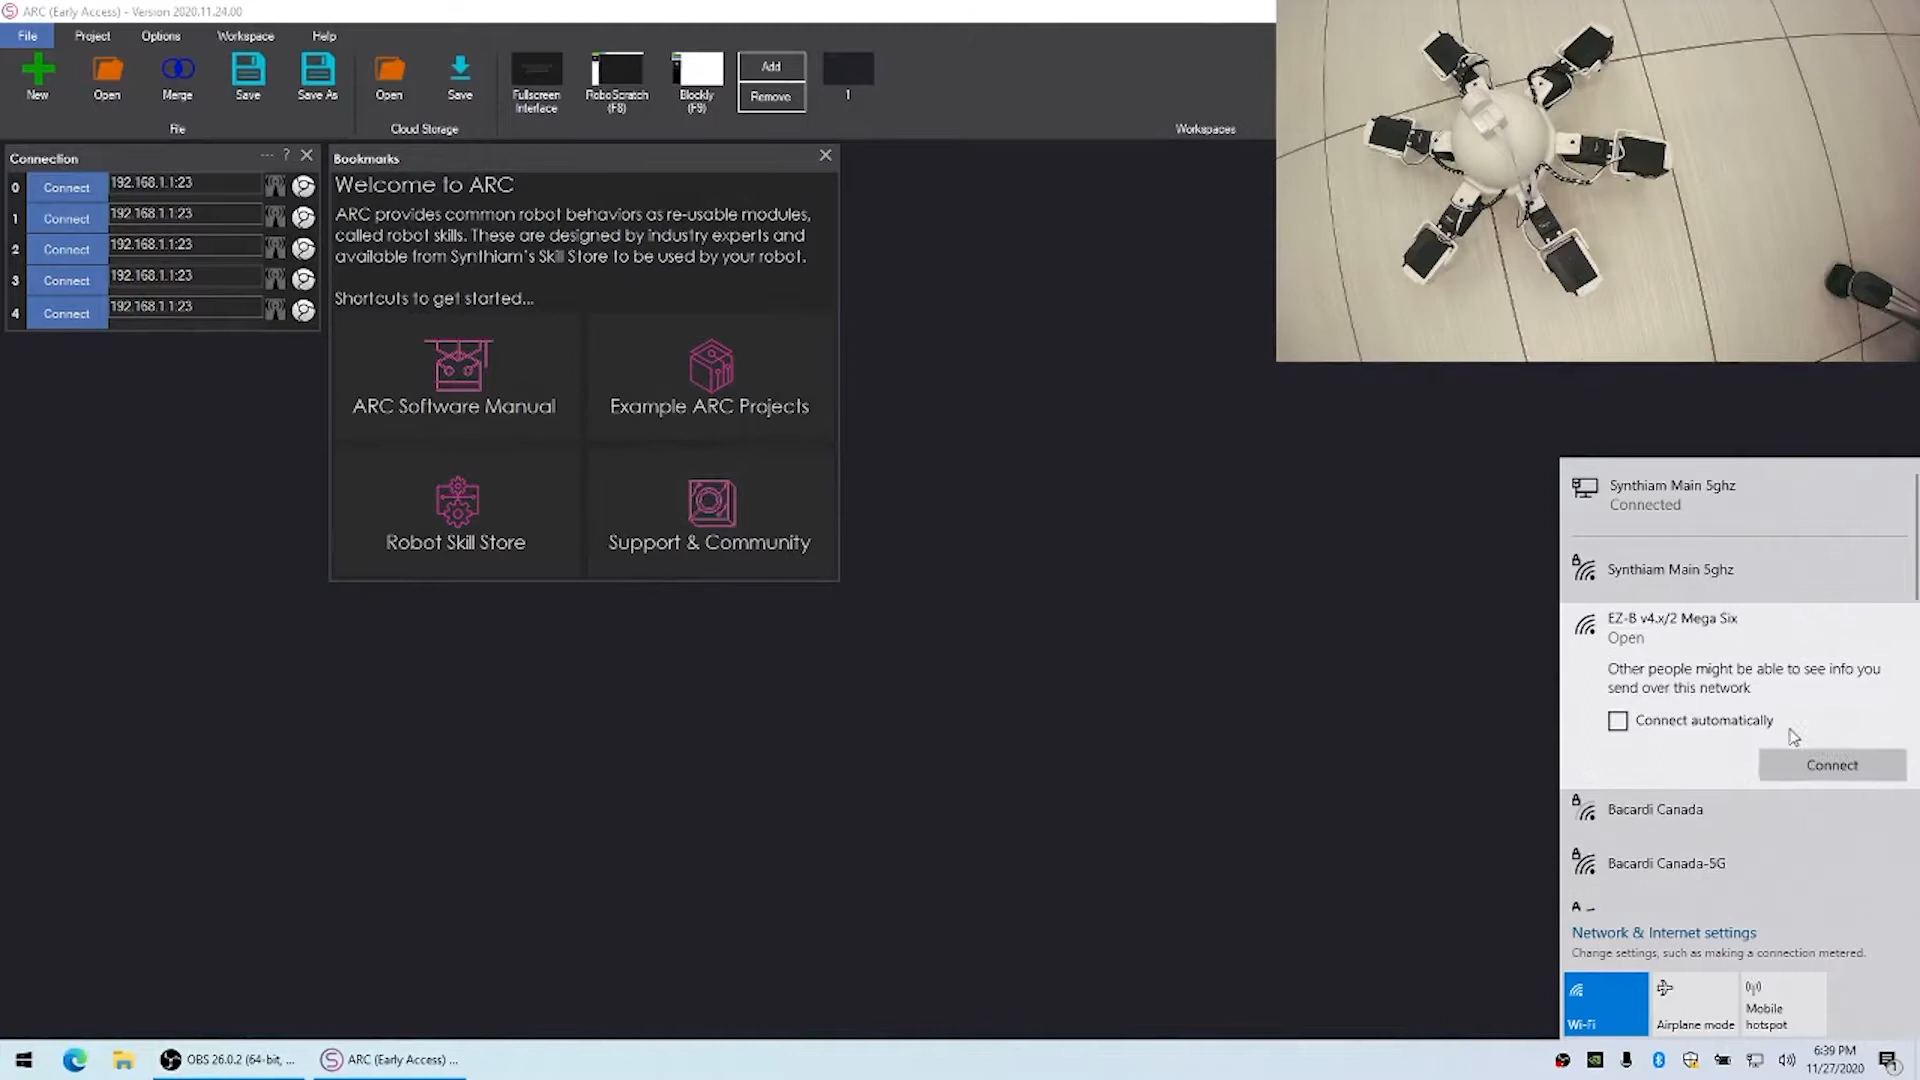 ARC (Early Access) - Version 2020.11.24.00
File Project Options Workspace Help
New Open Merge Save Save As Open Save Fullscreen Interface RoboScratch (F8) Blockly (F9) Add Remove 1
File Cloud Storage Workspaces
Connection
0 Connect 192.168.1.1:23
1 Connect 192.168.1.1:23
2 Connect 192.168.1.1:23
3 Connect 192.168.1.1:23
4 Connect 192.168.1.1:23
Bookmarks
Welcome to ARC
ARC provides common robot behaviors as re-usable modules,
called robot skills. These are designed by industry experts and
available from Synthiam's Skill Store to be used by your robot.
Shortcuts to get started...
ARC Software Manual
Example ARC Projects
Robot Skill Store
Support & Community
Synthiam Main 5ghz
Connected
Synthiam Main 5ghz
EZ-B v4.x/2 Mega Six
Open
Other people might be able to see info you
send over this network
Connect automatically
Connect
Bacardi Canada
Bacardi Canada-5G
Network & Internet settings
Change settings, such as making a connection metered.
Wi-Fi
Airplane mode
Mobile
hotspot
OBS 26.0.2 (64-bit, ...
ARC (Early Access) ...
6:39 PM
11/27/2020